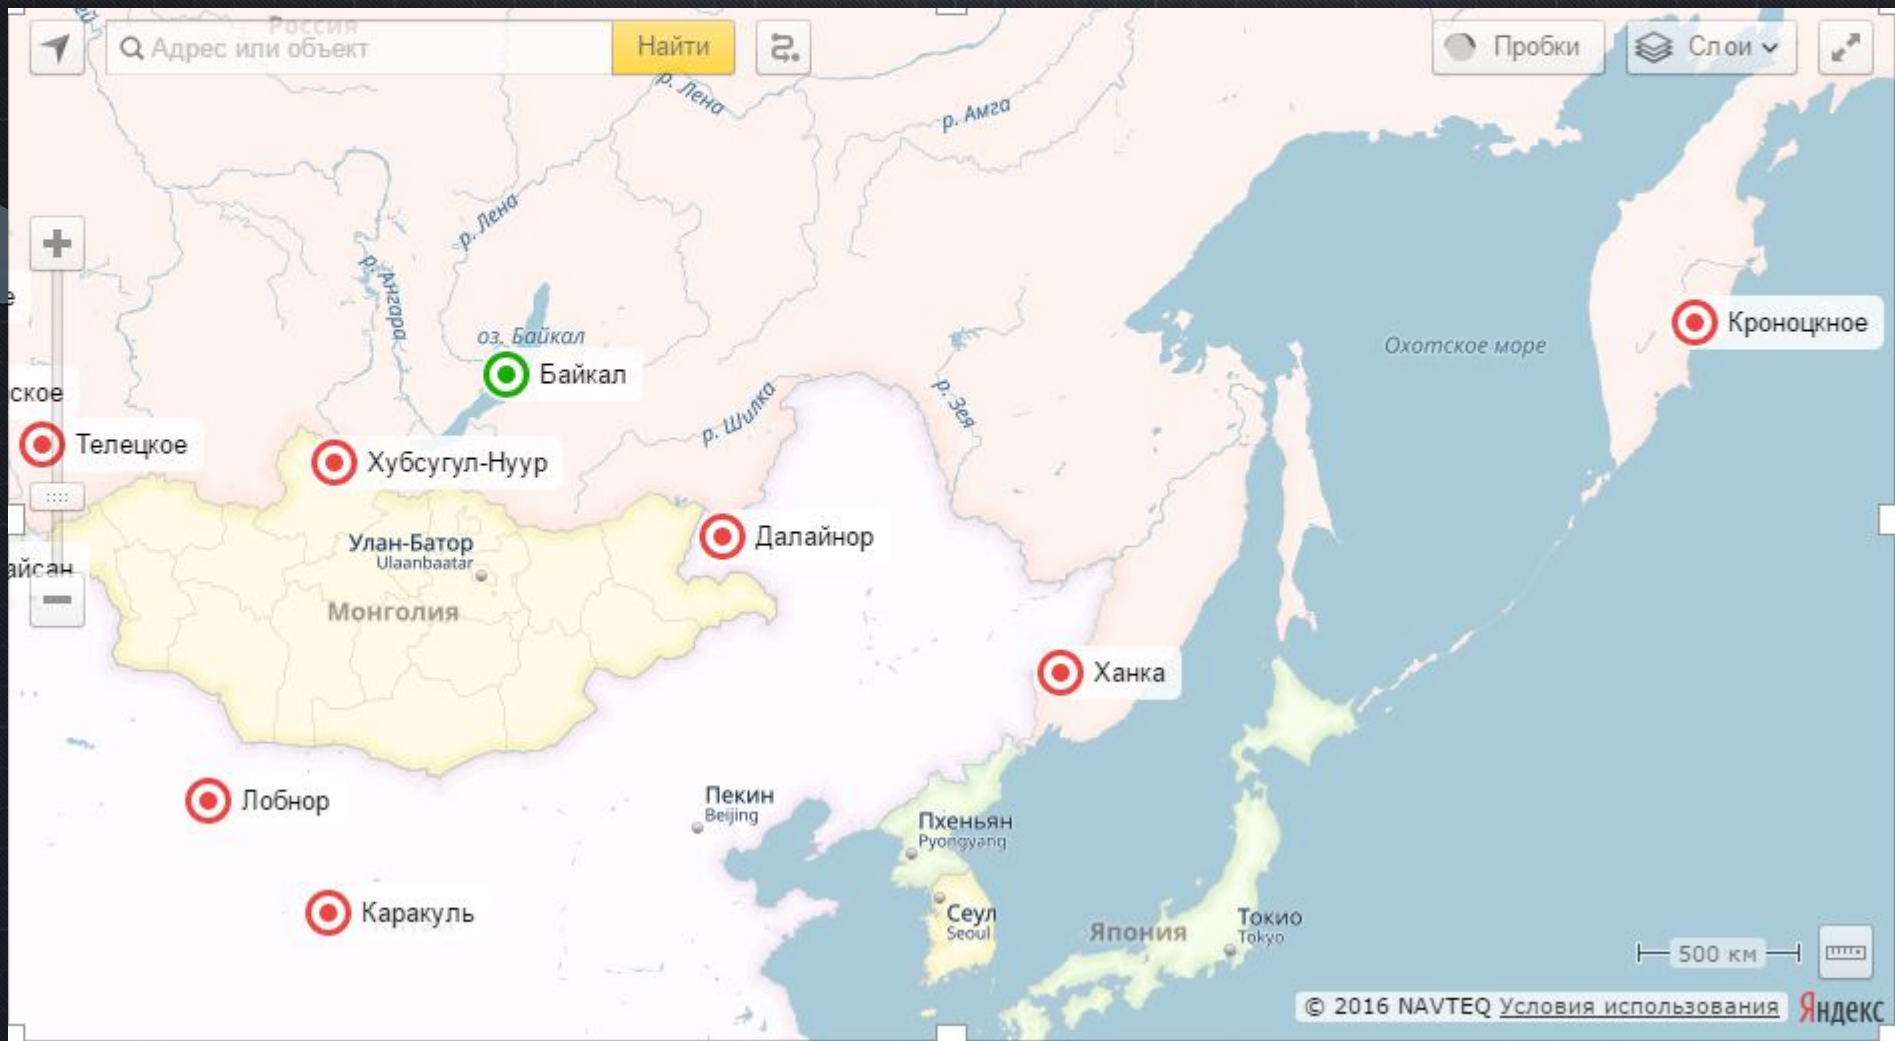 Россия
Адрес или объект
Найти
Пробки
Слои
р. Лена
р. Амга
р. Лена
р. Ангара
оз. Байкал
Байкал
Охотское море
Кроноцкное
ское
Телецкое
р. Шилка
р. Зея
Хубсугул-Нуур
Улан-Батор
Ulaanbaatar
Далайнор
айсан
Монголия
Ханка
Лобнор
Пекин
Beijing
Пхеньян
Pyongyang
Каракуль
Сеул
Seoul
Япония
Токио
Tokyo
500 км
© 2016 NAVTEQ Условия использования Яндекс